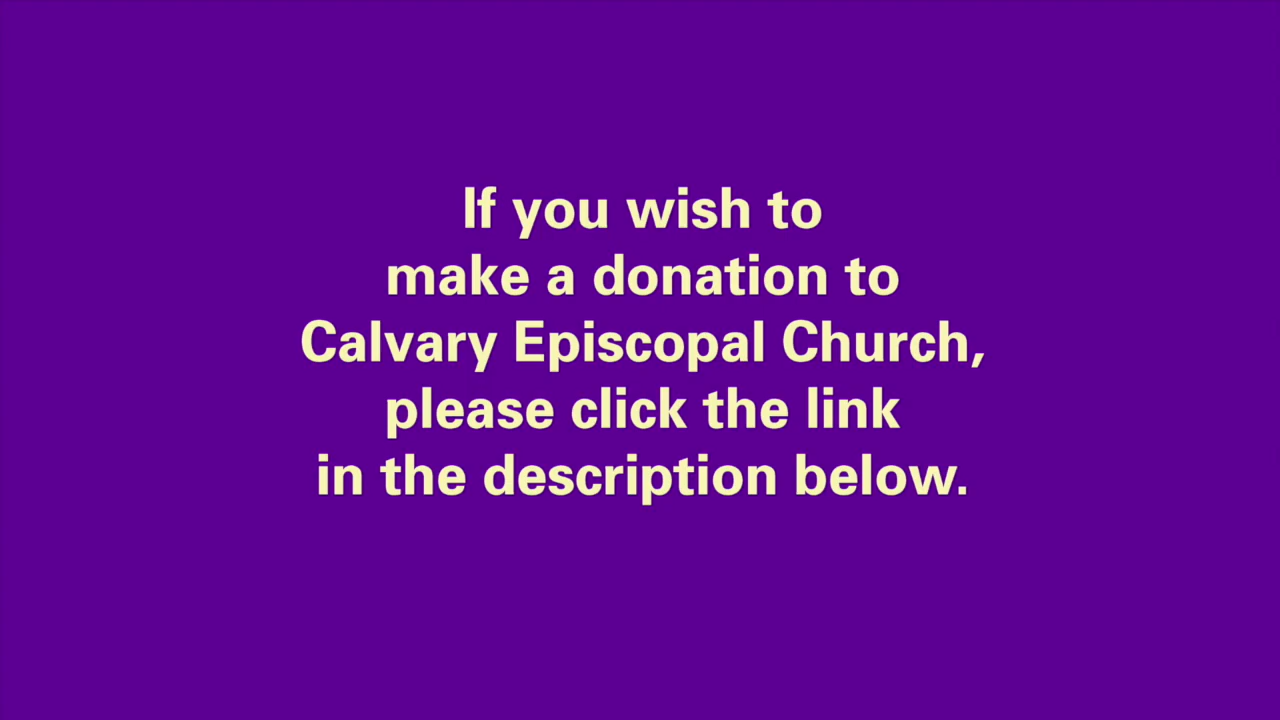 If you wish to
make a donation to
Calvary Episcopal Church,
please click the link
in the description below.